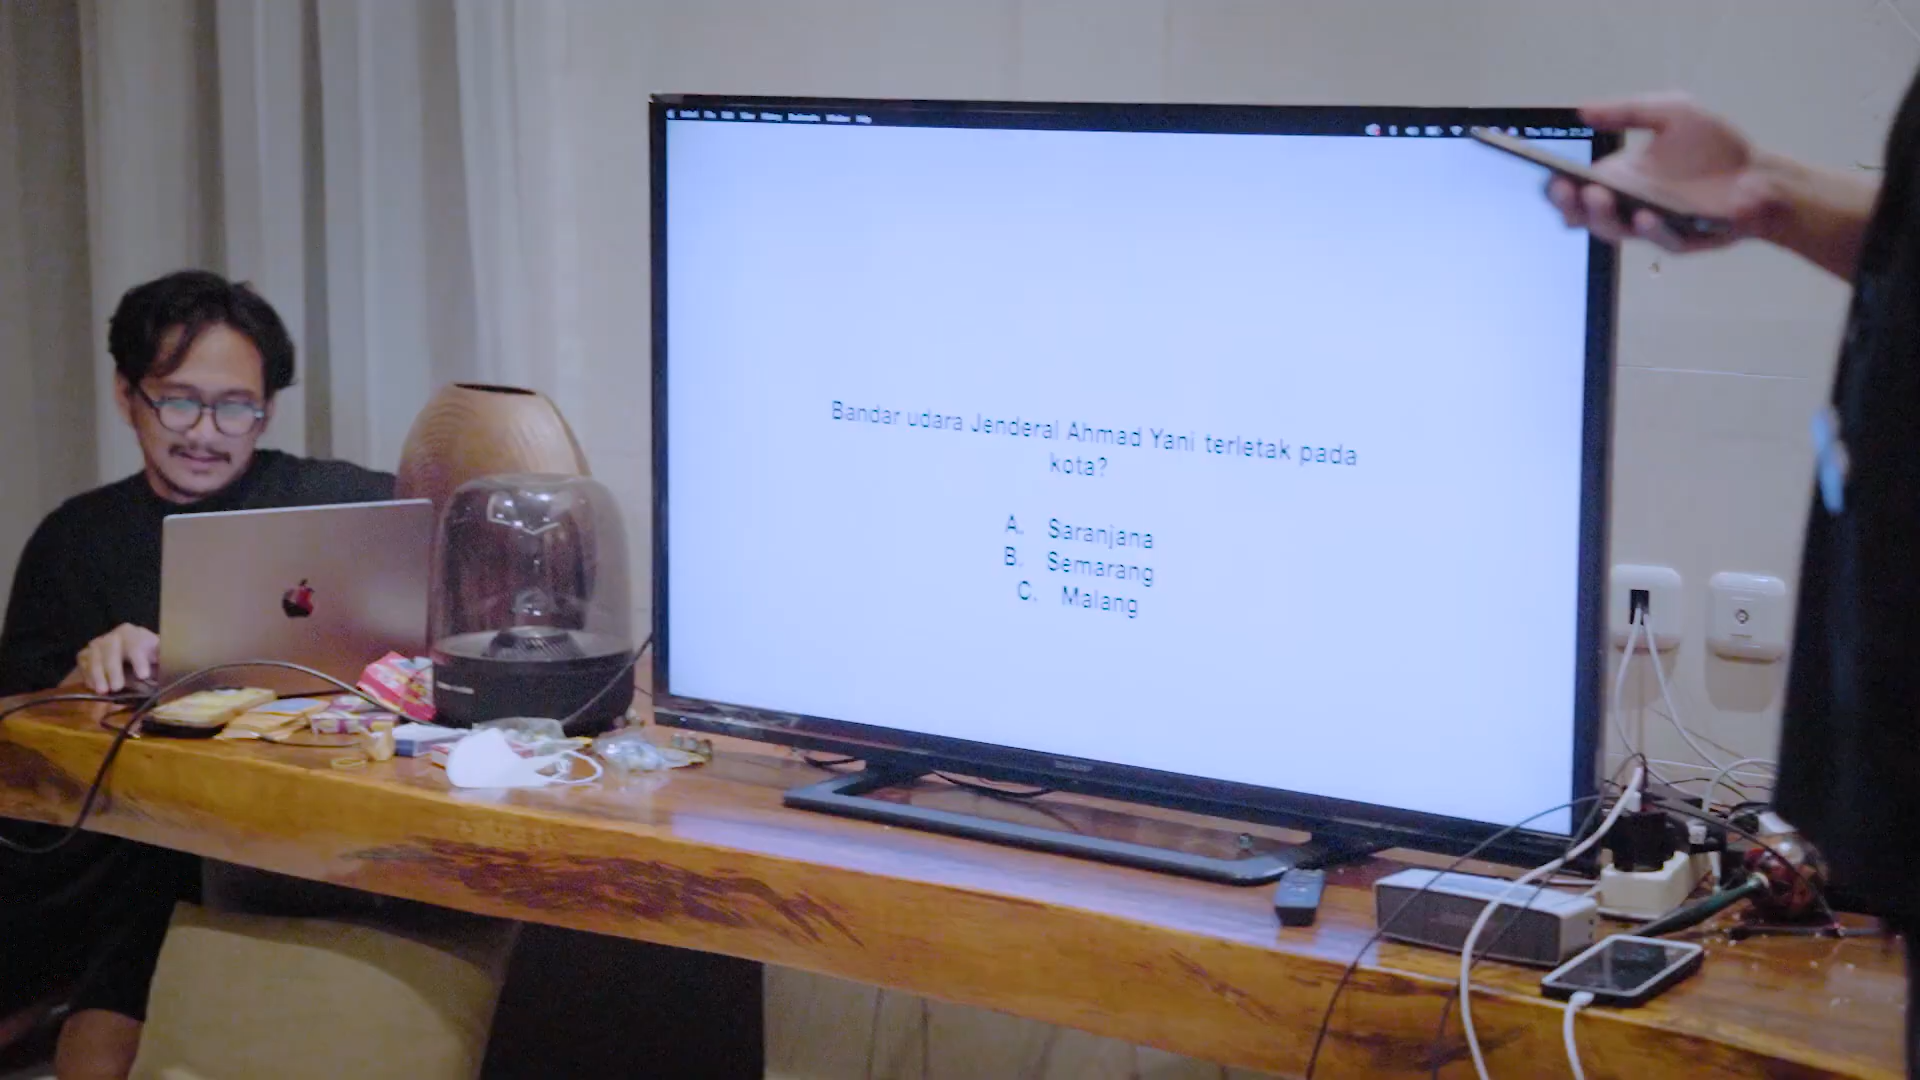 Bandar udara Jenderal Ahmad Yani terletak pada
kota?
A. Saranjana
B. Semarang
C. Malang